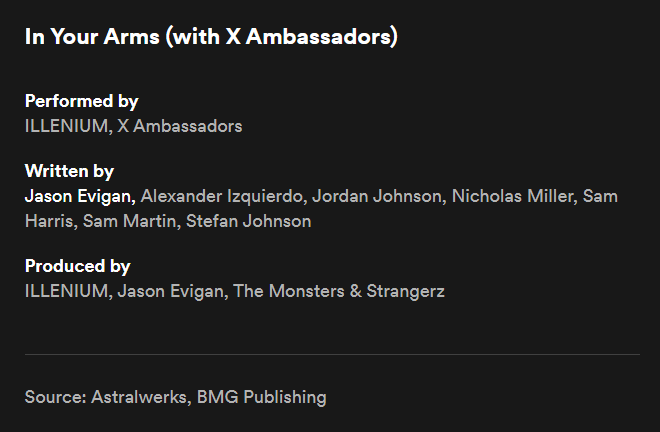 In Your Arms (with X Ambassadors)
Performed by
ILLENIUM, X Ambassadors
Written by
Jason Evigan, Alexander Izquierdo, Jordan Johnson, Nicholas Miller, Sam
Harris, Sam Martin, Stefan Johnson
Produced by
ILLENIUM, Jason Evigan, The Monsters & Strangerz
Source: Astralwerks, BMG Publishing